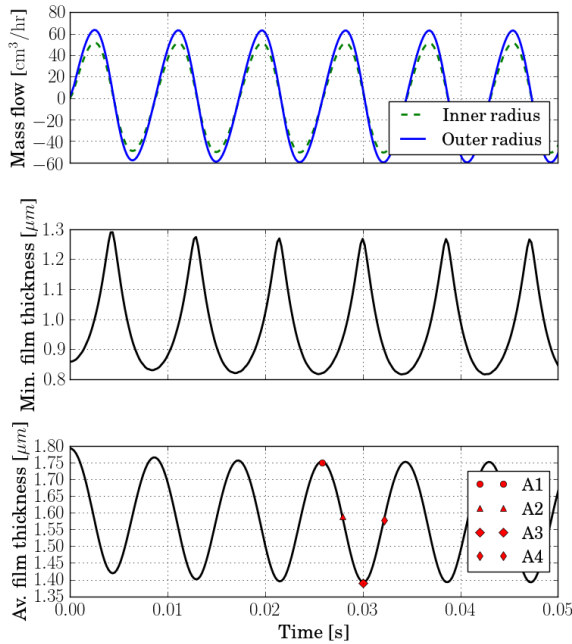 Mass flow [cm³/hr]
80
60
40
20
0
−20
−40
−60
Inner radius
Outer radius
Min. film thickness [μm]
1.3
1.2
1.1
1.0
0.9
0.8
Av. film thickness [μm]
1.80
1.75
1.70
1.65
1.60
1.55
1.50
1.45
1.40
1.35
A1
A2
A3
A4
0.00 0.01 0.02 0.03 0.04 0.05
Time [s]